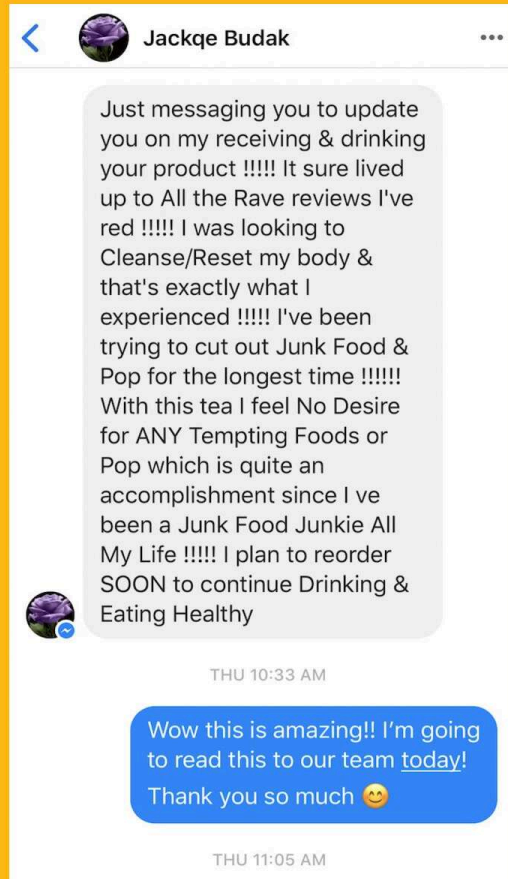 Jackqe Budak
Just messaging you to update
you on my receiving & drinking
your product !!!!! It sure lived
up to All the Rave reviews I've
red !!!!! I was looking to
Cleanse/Reset my body &
that's exactly what I
experienced !!!!! I've been
trying to cut out Junk Food &
Pop for the longest time !!!!!!
With this tea I feel No Desire
for ANY Tempting Foods or
Pop which is quite an
accomplishment since I ve
been a Junk Food Junkie All
My Life !!!!! I plan to reorder
SOON to continue Drinking &
Eating Healthy
THU 10:33 AM
Wow this is amazing!! I’m going
to read this to our team today!
Thank you so much 😊
THU 11:05 AM